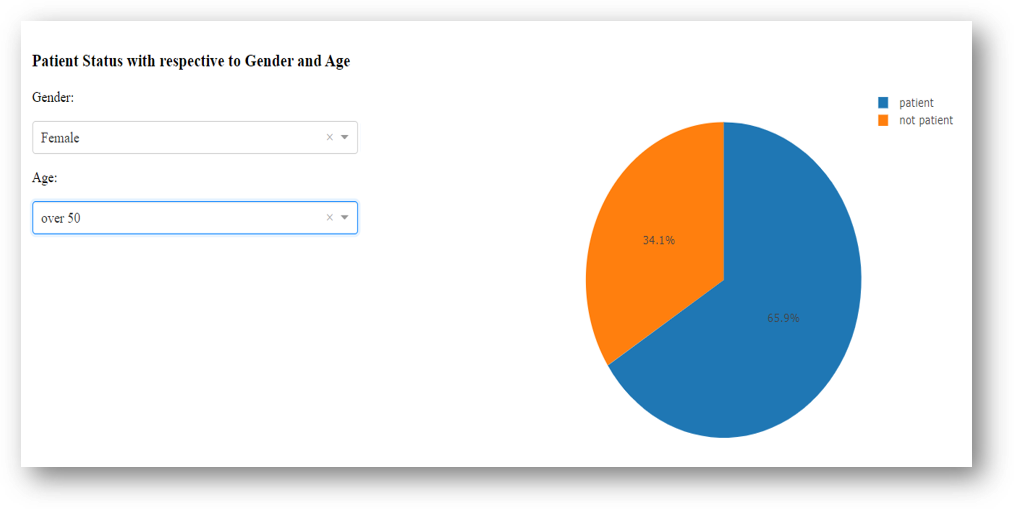 Patient Status with respective to Gender and Age
Gender:
Female
Age:
over 50
patient
not patient
34.1%
65.9%